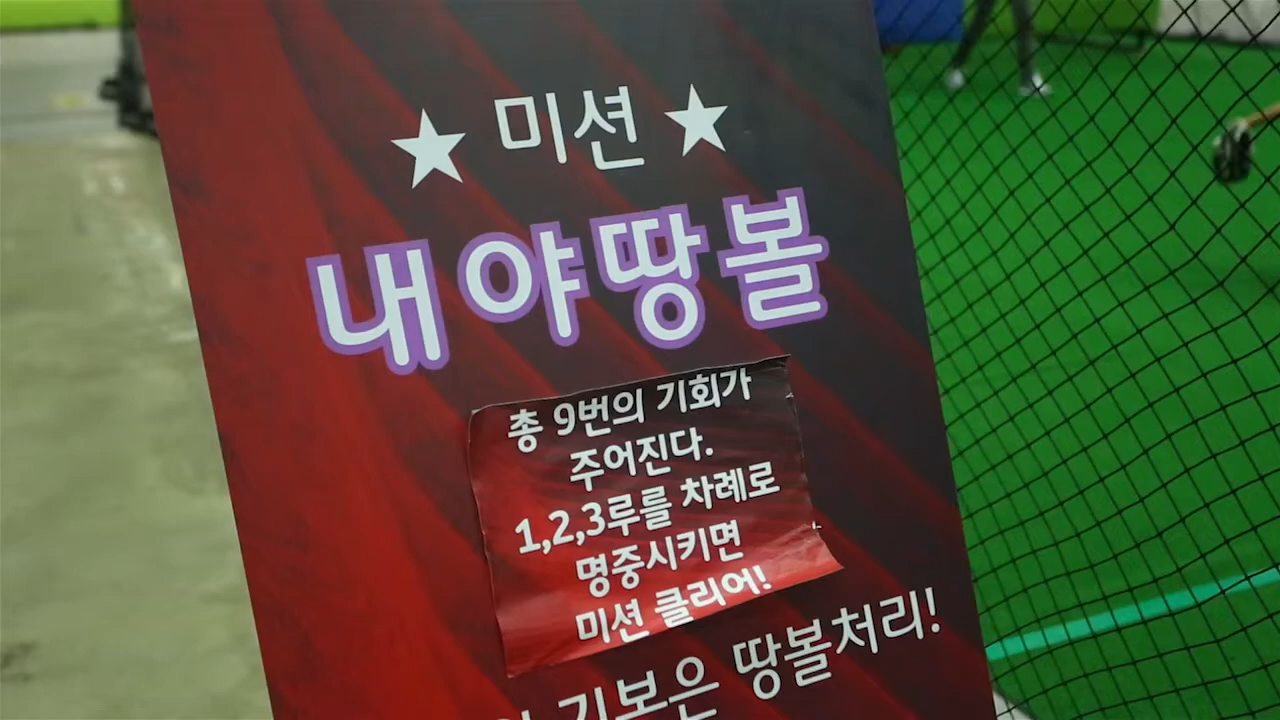 ★ 미션 ★
내야땅볼
총 9번의 기회가
주어진다.
1,2,3루를 차례로
명중시키면
미션 클리어!
기본은 땅볼처리!